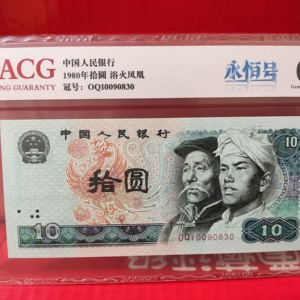 ACG
NG GUARANTY
中国人民银行
1980年拾圆 浴火凤凰
冠号：OQ10090830
永恒号
Gem
中国人民银行
10
拾圆
OQ10090830
10
10